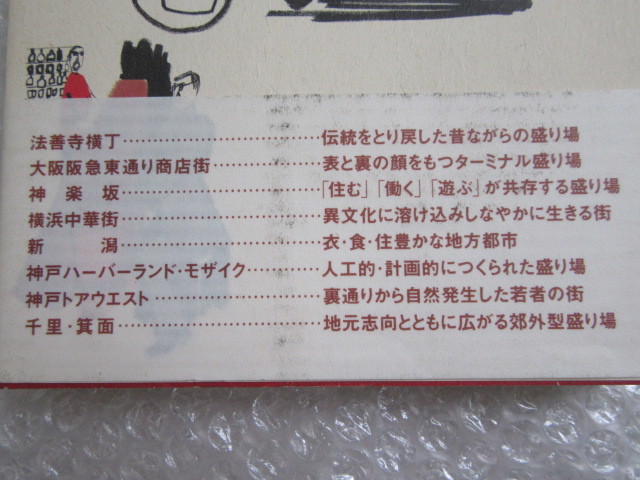 法善寺横丁……………………伝統をとり戻した昔ながらの盛り場
大阪阪急東通り商店街…………表と裏の顔をもつターミナル盛り場
神楽坂…………………………「住む」「働く」「遊ぶ」が共存する盛り場
横浜中華街……………………異文化に溶け込みしなやかに生きる街
新潟……………………………衣・食・住豊かな地方都市
神戸ハーバーランド・モザイク………人工的・計画的につくられた盛り場
神戸トアウエスト…………………裏通りから自然発生した若者の街
千里・箕面……………………地元志向とともに広がる郊外型盛り場